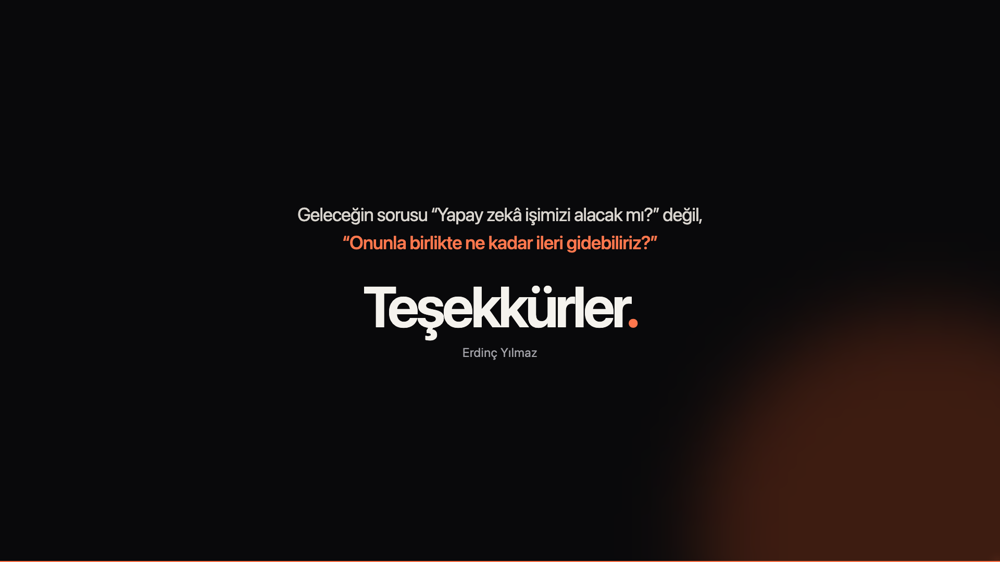 Geleceğin sorusu “Yapay zekâ işimizi alacak mı?” değil,
“Onunla birlikte ne kadar ileri gidebiliriz?”
Teşekkürler.
Erdinç Yılmaz